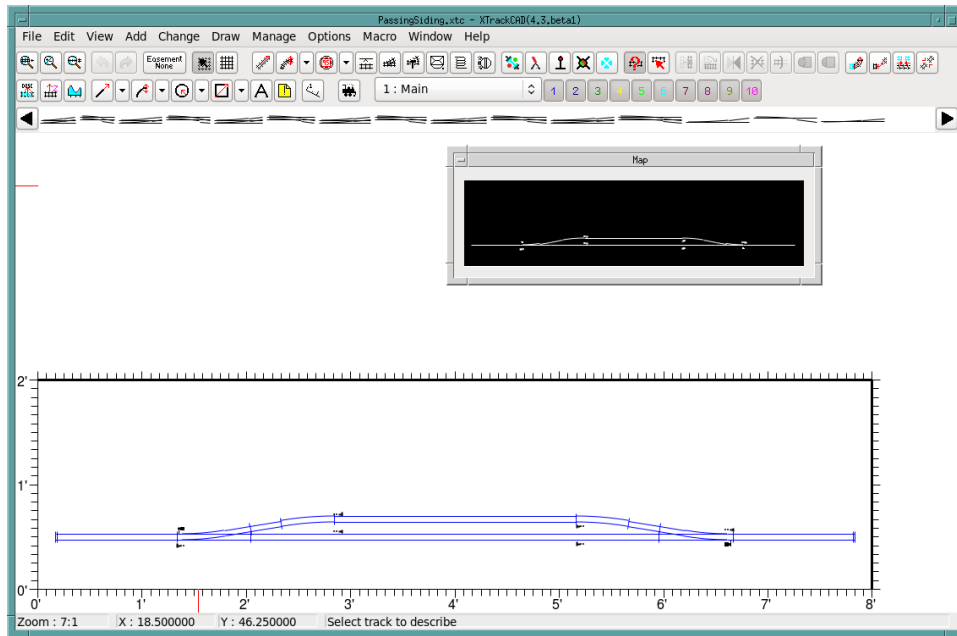 PassingSiding.xtc - XTrackCAD(4.3.beta1)
File Edit View Add Change Draw Manage Options Macro Window Help
Easement
None
1 : Main
1 2 3 4 5 6 7 8 9 10
Map
2'
1'
0'
0' 1' 2' 3' 4' 5' 6' 7' 8'
Zoom : 7:1 X : 18.500000 Y : 46.250000 Select track to describe